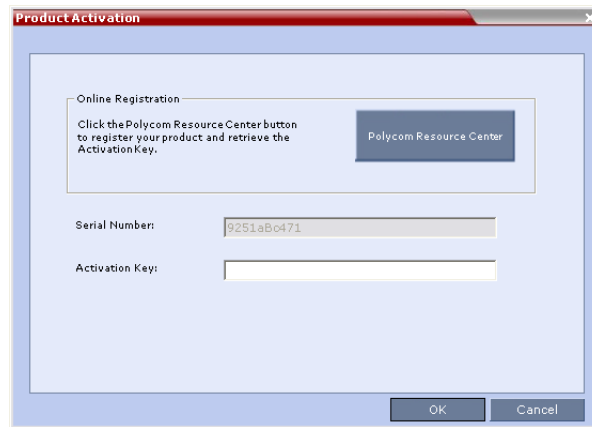 Product Activation
Online Registration
Click the Polycom Resource Center button
to register your product and retrieve the
Activation Key.
Polycom Resource Center
Serial Number:
9251aBc471
Activation Key:
OK
Cancel